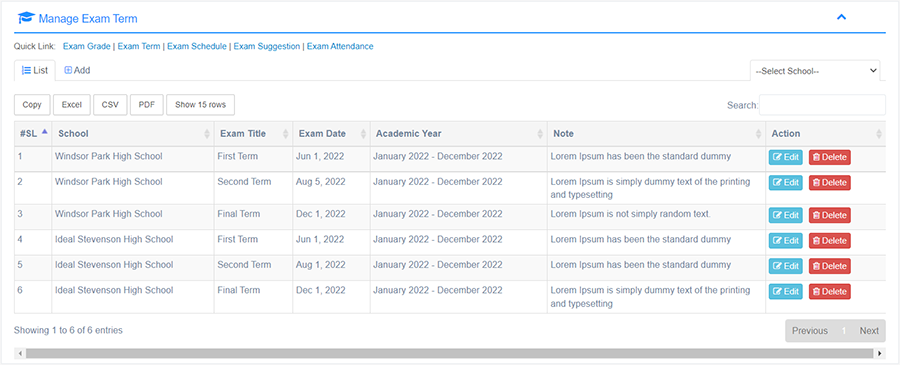 Manage Exam Term
Quick Link: Exam Grade | Exam Term | Exam Schedule | Exam Suggestion | Exam Attendance
List Add --Select School--
Copy Excel CSV PDF Show 15 rows Search:
#SL School Exam Title Exam Date Academic Year Note Action
1 Windsor Park High School First Term Jun 1, 2022 January 2022 - December 2022 Lorem Ipsum has been the standard dummy Edit Delete
2 Windsor Park High School Second Term Aug 5, 2022 January 2022 - December 2022 Lorem Ipsum is simply dummy text of the printing Edit Delete
and typesetting
3 Windsor Park High School Final Term Dec 1, 2022 January 2022 - December 2022 Lorem Ipsum is not simply random text. Edit Delete
4 Ideal Stevenson High School First Term Jun 1, 2022 January 2022 - December 2022 Lorem Ipsum has been the standard dummy Edit Delete
5 Ideal Stevenson High School Second Term Aug 1, 2022 January 2022 - December 2022 Lorem Ipsum has been the standard dummy Edit Delete
6 Ideal Stevenson High School Final Term Dec 1, 2022 January 2022 - December 2022 Lorem Ipsum is simply dummy text of the printing Edit Delete
and typesetting
Showing 1 to 6 of 6 entries Previous 1 Next